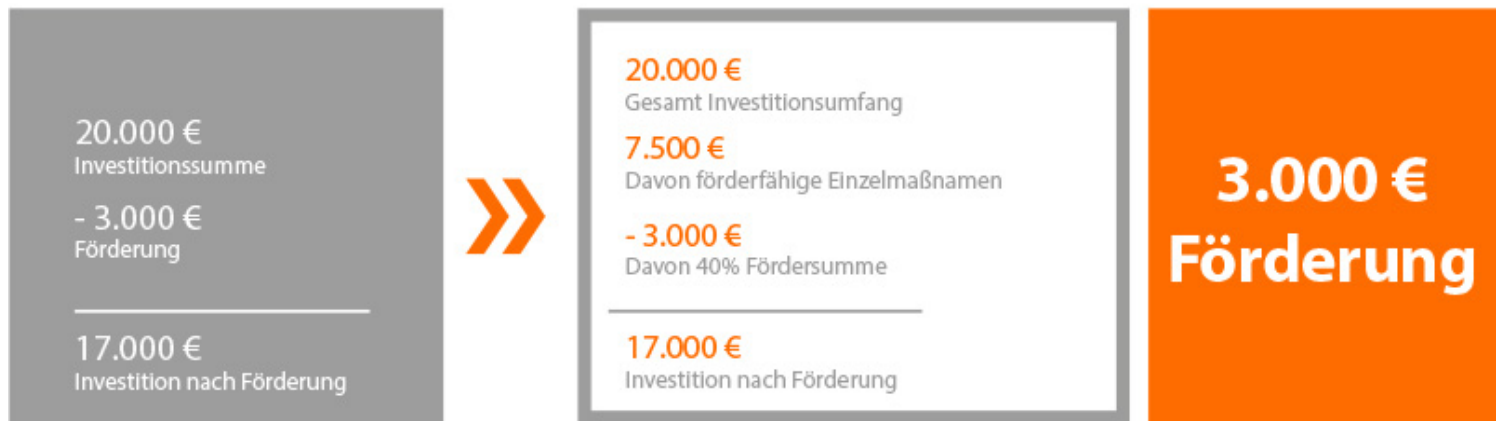 20.000 €
Investitionssumme
- 3.000 €
Förderung
17.000 €
Investition nach Förderung
20.000 €
Gesamt Investitionsumfang
7.500 €
Davon förderfähige Einzelmaßnamen
- 3.000 €
Davon 40% Fördersumme
17.000 €
Investition nach Förderung
3.000 €
Förderung